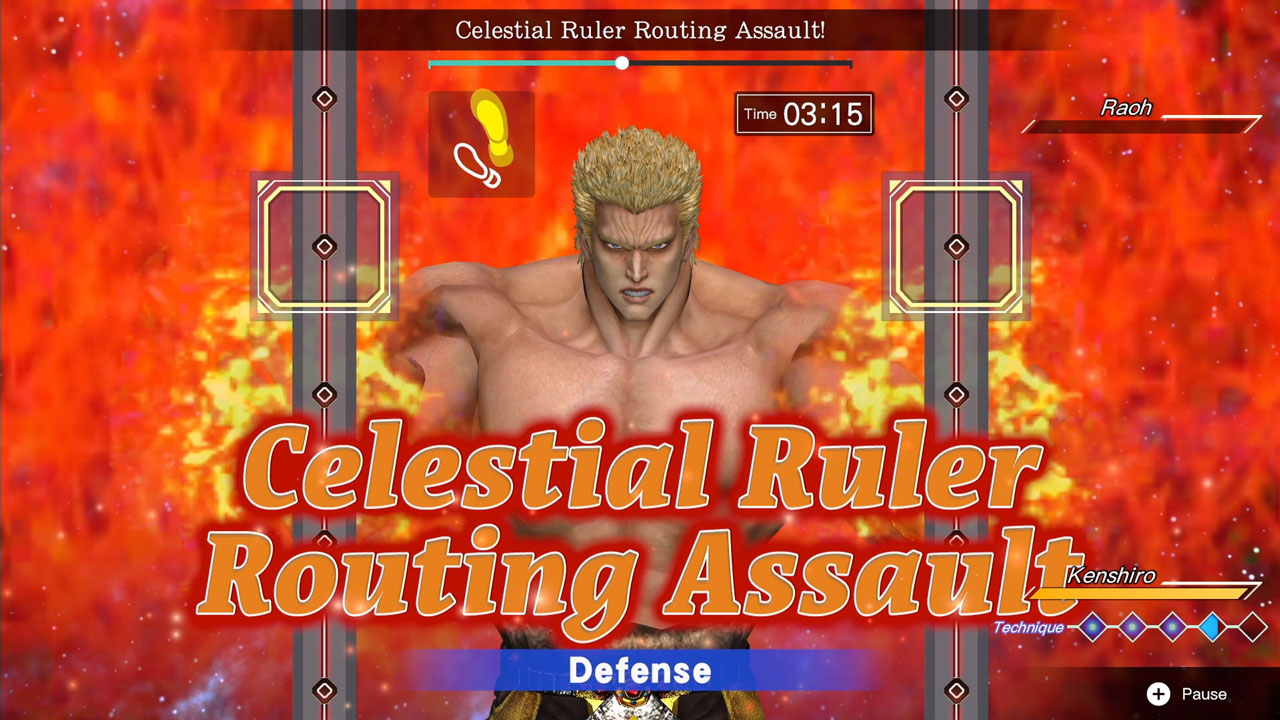 Celestial Ruler Routing Assault!
Time 03:15
Raoh
Celestial Ruler
Routing Assault
Kenshiro
Technique
Defense
Pause